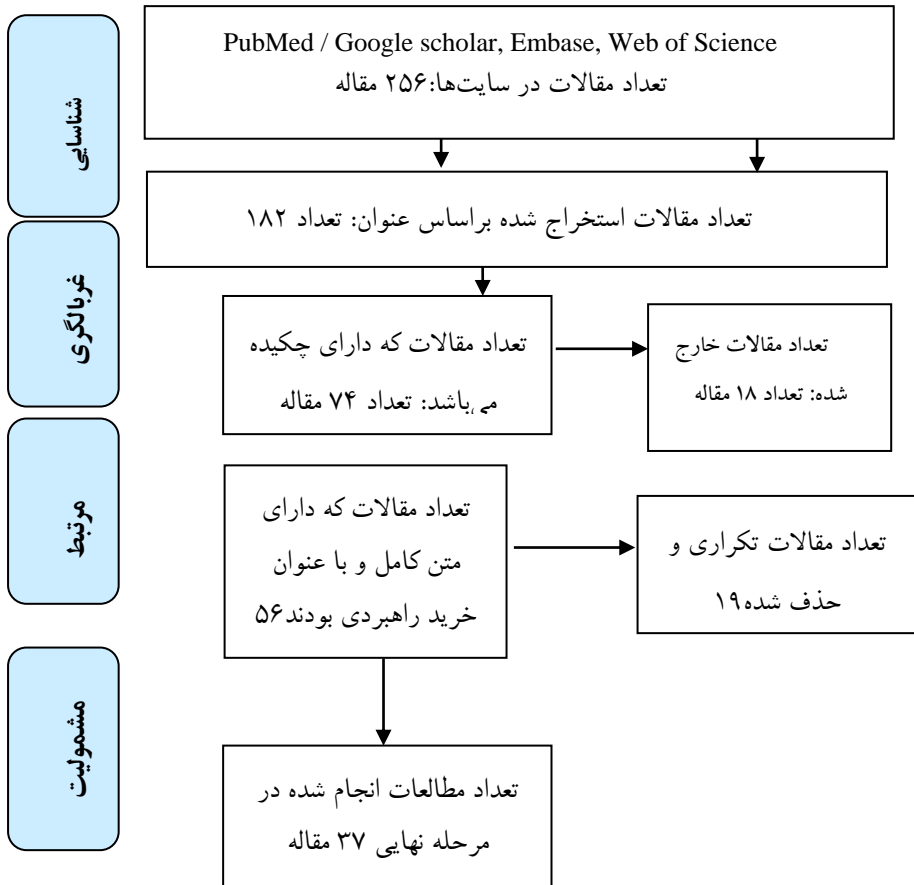 شناسایی
PubMed / Google scholar, Embase, Web of Science
تعداد مقالات در سایت‌ها:۲۵۶ مقاله
تعداد مقالات استخراج شده براساس عنوان: تعداد ۱۸۲
غربالگری
تعداد مقالات که دارای چکیده
می‌باشد: تعداد ۷۴ مقاله
تعداد مقالات خارج
شده: تعداد ۱۸ مقاله
مرتبط
تعداد مقالات که دارای
متن کامل و با عنوان
خرید راهبردی بودند۵۶
تعداد مقالات تکراری و
حذف شده۱۹
مشمولیت
تعداد مطالعات انجام شده در
مرحله نهایی ۳۷ مقاله